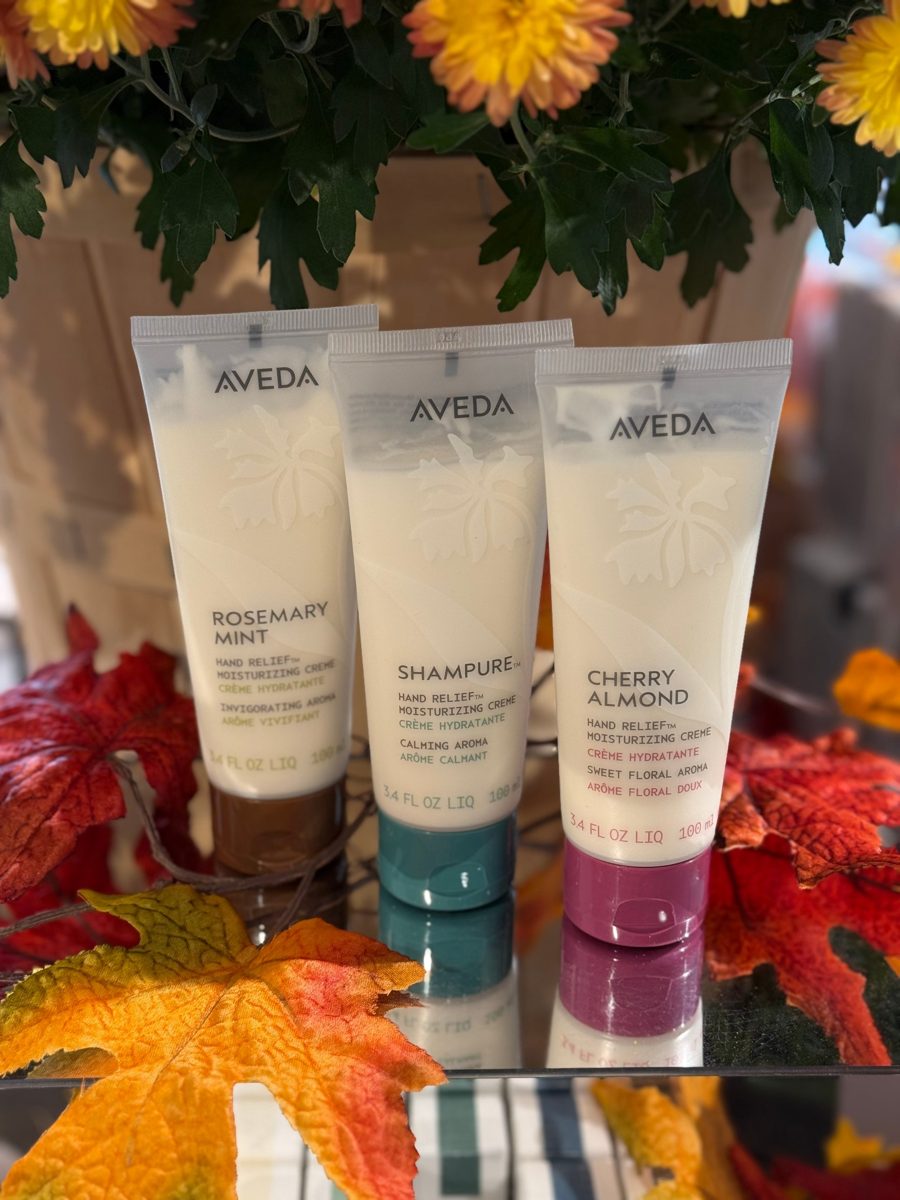 AVEDA
ROSEMARY
MINT
HAND RELIEF™
MOISTURIZING CREME
CRÈME HYDRATANTE
INVIGORATING AROMA
ARÔME VIVIFIANT
3.4 FL OZ LIQ 100 ml
AVEDA
SHAMPURE™
HAND RELIEF™
MOISTURIZING CREME
CRÈME HYDRATANTE
CALMING AROMA
ARÔME CALMANT
3.4 FL OZ LIQ 100 ml
AVEDA
CHERRY
ALMOND
HAND RELIEF™
MOISTURIZING CREME
CRÈME HYDRATANTE
SWEET FLORAL AROMA
ARÔME FLORAL DOUX
3.4 FL OZ LIQ 100 ml